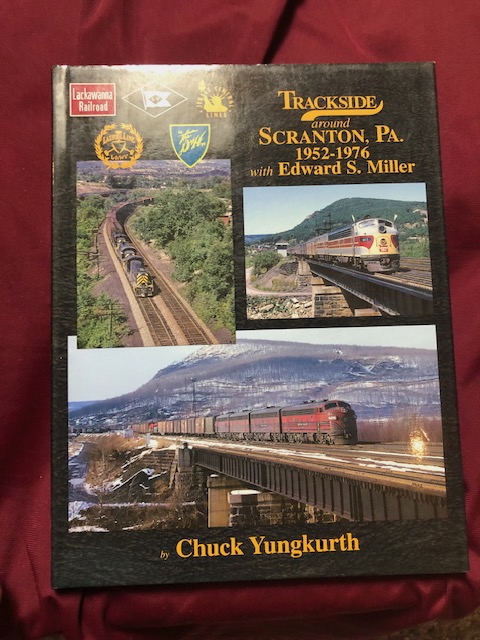 Lackawanna
Railroad
TRACKSIDE
around
SCRANTON, PA.
1952-1976
with Edward S. Miller
by Chuck Yungkurth